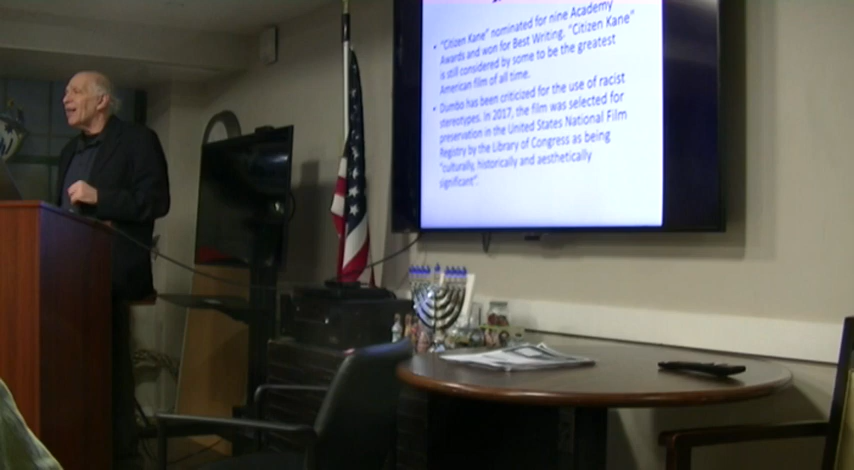 • "Citizen Kane" nominated for nine Academy
Awards and won for Best Writing. "Citizen Kane"
is still considered by some to be the greatest
American film of all time.
• Dumbo has been criticized for the use of racist
stereotypes. In 2017, the film was selected for
preservation in the United States National Film
Registry by the Library of Congress as being
"culturally, historically and aesthetically
significant".